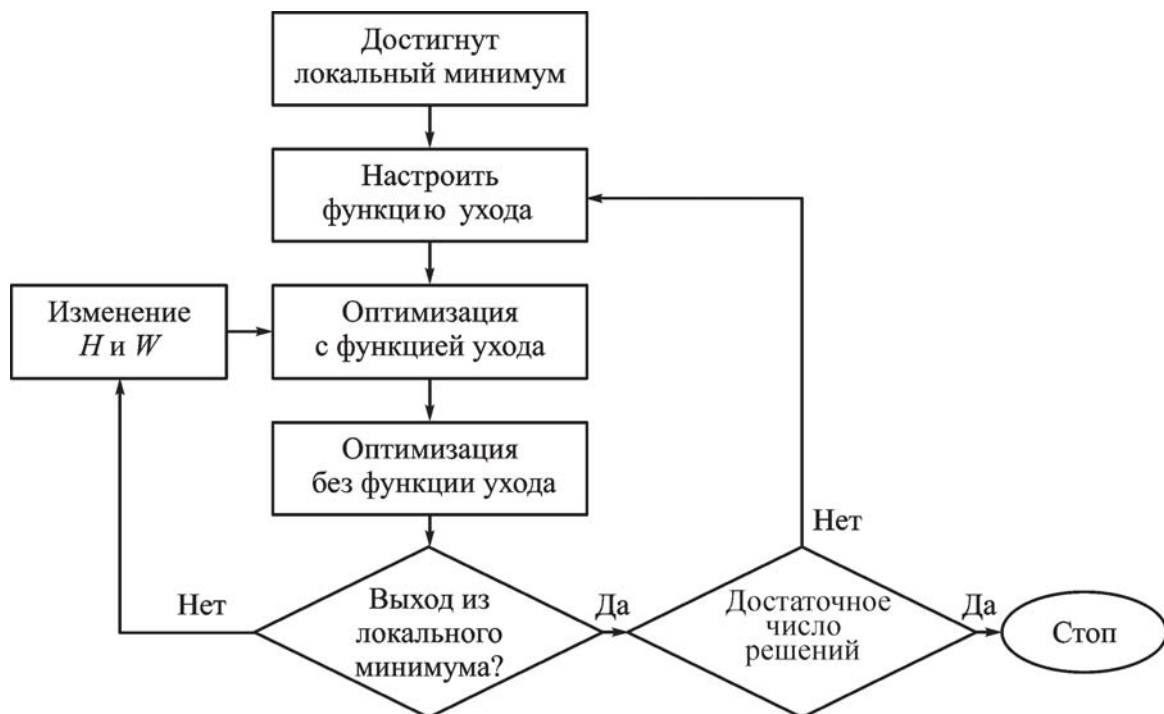 Достигнут
локальный минимум
Настроить
функцию ухода
Изменение
H и W
Оптимизация
с функцией ухода
Оптимизация
без функции ухода
Нет
Выход из
локального
минимума?
Да
Нет
Достаточное
число
решений
Да
Стоп